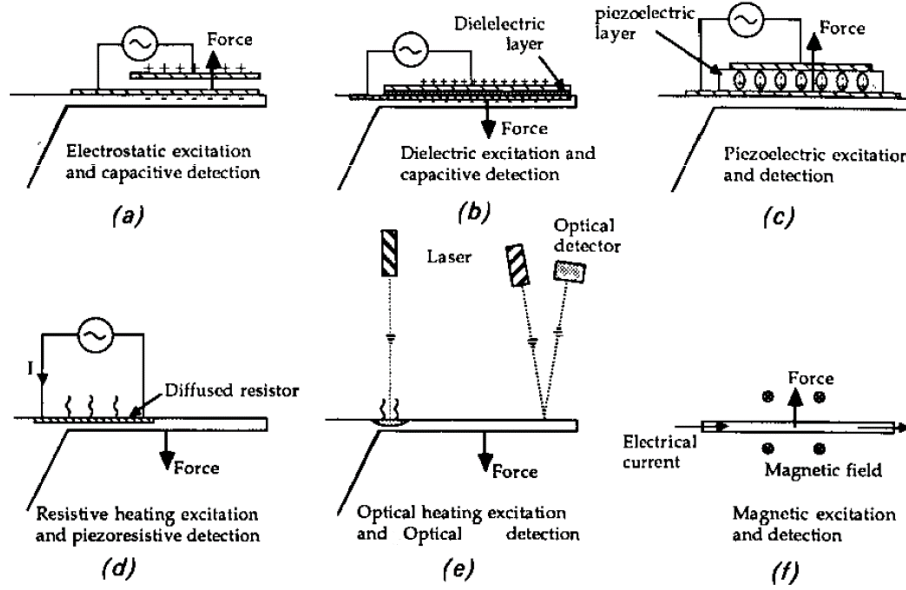 Force
Electrostatic excitation
and capacitive detection
(a)
Dielelectric
layer
Force
Dielectric excitation and
capacitive detection
(b)
piezoelectric
layer
Force
Piezoelectric excitation
and detection
(c)
I
Diffused resistor
Force
Resistive heating excitation
and piezoresistive detection
(d)
Laser
Optical
detector
Force
Optical heating excitation
and Optical detection
(e)
Force
Electrical
current
Magnetic field
Magnetic excitation
and detection
(f)